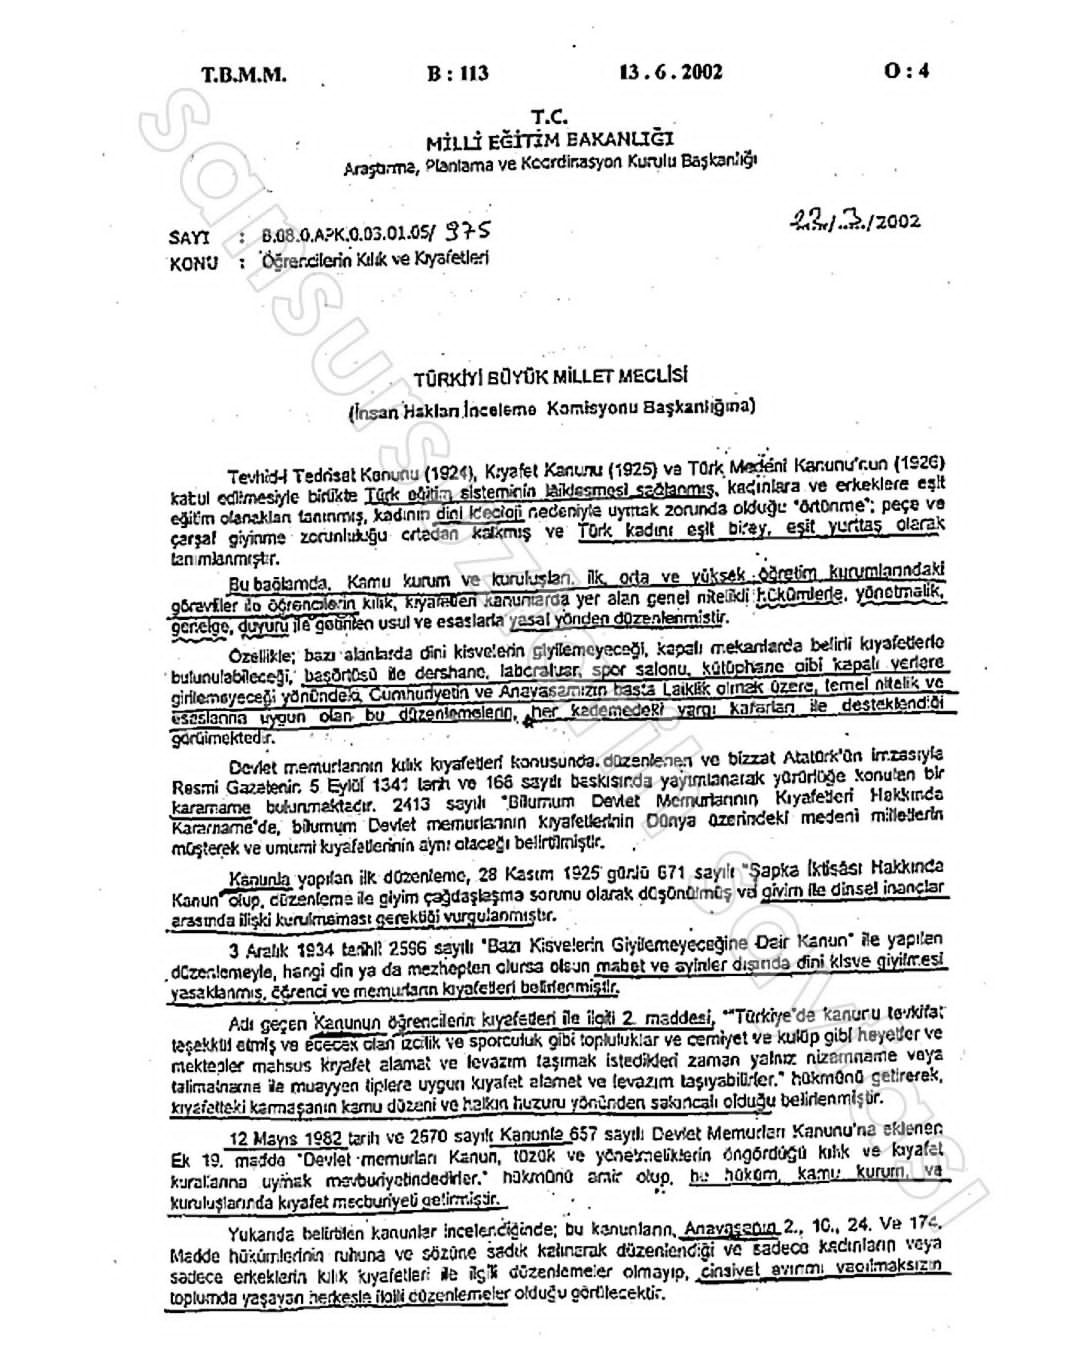 T.B.M.M. B : 113 13 . 6 . 2002 O : 4
T.C.
MİLLİ EĞİTİM BAKANLIĞI
Araştırma, Planlama ve Koordinasyon Kurulu Başkanlığı
22/3/2002
SAYI : B.08.0.APK.0.03.01.05/ 975
KONU : Öğrencilerin Kılık ve Kıyafetleri
TÜRKİYİ BÜYÜK MİLLET MECLİSİ
(İnsan Hakları İnceleme Komisyonu Başkanlığına)
Tevhid-i Tedrisat Kanunu (1924), Kıyafet Kanunu (1925) ve Türk Medeni Kanunu'nun (1926)
kabul edilmesiyle birlikte Türk eğitim sisteminin laikleşmesi sağlanmış, kadınlara ve erkeklere eşit
eğitim olanakları tanınmış, kadının dini ideoloji nedeniyle uymak zorunda olduğu "örtünme"; peçe ve
çarşaf giyinme zorunluluğu ortadan kalkmış ve Türk kadını eşit birey, eşit yurttaş olarak
tanımlanmıştır.
Bu bağlamda, Kamu kurum ve kuruluşları, ilk, orta ve yüksek öğretim kurumlarındaki
görevliler ile öğrencilerin kılık, kıyafetleri kanunlarda yer alan genel nitelikli hükümlerle, yönetmelik,
genelge, duyuru ile getirilen usul ve esaslarla yasal yönden düzenlenmiştir.
Özellikle; bazı alanlarda dini kisvelerin giyilemeyeceği, kapalı mekanlarda belirli kıyafetlerle
bulunulabileceği, başörtüsü ile dershane, laboratuar, spor salonu, kütüphane gibi kapalı yerlere
girilemeyeceği yönündeki, Cumhuriyetin ve Anayasamızın başta Laiklik olmak üzere, temel nitelik ve
esaslarına uygun olan bu düzenlemelerin, her kademedeki yargı kararları ile desteklendiği
görülmektedir.
Devlet memurlarının kılık kıyafetleri konusunda düzenlenen ve bizzat Atatürk'ün imzasıyla
Resmi Gazetenin 5 Eylül 1341 tarih ve 168 sayılı baskısında yayımlanarak yürürlüğe konulan bir
kararname bulunmaktadır. 2413 sayılı "Bilumum Devlet Memurlarının Kıyafetleri Hakkında
Kararname'de, bilumum Devlet memurlarının kıyafetlerinin Dünya üzerindeki medeni milletlerin
müşterek ve umumi kıyafetlerinin aynı olacağı belirtilmiştir.
Kanunla yapılan ilk düzenleme, 28 Kasım 1925 günlü 671 sayılı "Şapka İktisası Hakkında
Kanun" olup, düzenleme ile giyim çağdaşlaşma sorunu olarak düşünülmüş ve giyim ile dinsel inançlar
arasında ilişki kurulmaması gerektiği vurgulanmıştır.
3 Aralık 1934 tarihli 2596 sayılı "Bazı Kisvelerin Giyilemeyeceğine Dair Kanun" ile yapılan
düzenlemeyle, hangi din ya da mezhepten olursa olsun mabet ve ayinler dışında dini kisve giyilmesi
yasaklanmış, öğrenci ve memurların kıyafetleri belirlenmiştir.
Adı geçen Kanunun öğrencilerin kıyafetleri ile ilgili 2. maddesi, ""Türkiye'de kanunu tevkifat
teşekkül etmiş ve edecek olan izcilik ve sporculuk gibi topluluklar ve cemiyet ve kulüp gibi heyetler ve
mektepler mahsus kıyafet alamat ve levazım taşımak istedikleri zaman yalnız nizamname veya
talimatname ile muayyen tiplere uygun kıyafet alamet ve levazım taşıyabilirler." hükmünü getirerek,
kıyafetteki karmaşanın kamu düzeni ve halkın huzuru yönünden sakıncalı olduğu belirlenmiştir.
12 Mayıs 1982 tarih ve 2670 sayılı Kanunla 657 sayılı Devlet Memurları Kanunu'na eklenen
Ek 19. madde "Devlet memurları Kanun, tüzük ve yönetmeliklerin öngördüğü kılık ve kıyafet
kurallarına uymak mecburiyetindedirler." hükmünü amir olup, bu hüküm, kamu kurum, ve
kuruluşlarında kıyafet mecburiyeti getirmiştir.
Yukarıda belirtilen kanunlar incelendiğinde; bu kanunların, Anayasanın 2., 10., 24. Ve 174.
Madde hükümlerinin ruhuna ve sözüne sadık kalınarak düzenlendiği ve sadece kadınların veya
sadece erkeklerin kılık kıyafetleri ile ilgili düzenlemeler olmayıp, cinsiyet ayırımı yapılmaksızın
toplumda yaşayan herkesle ilgili düzenlemeler olduğu görülecektir.
sansursuz tarih savasi